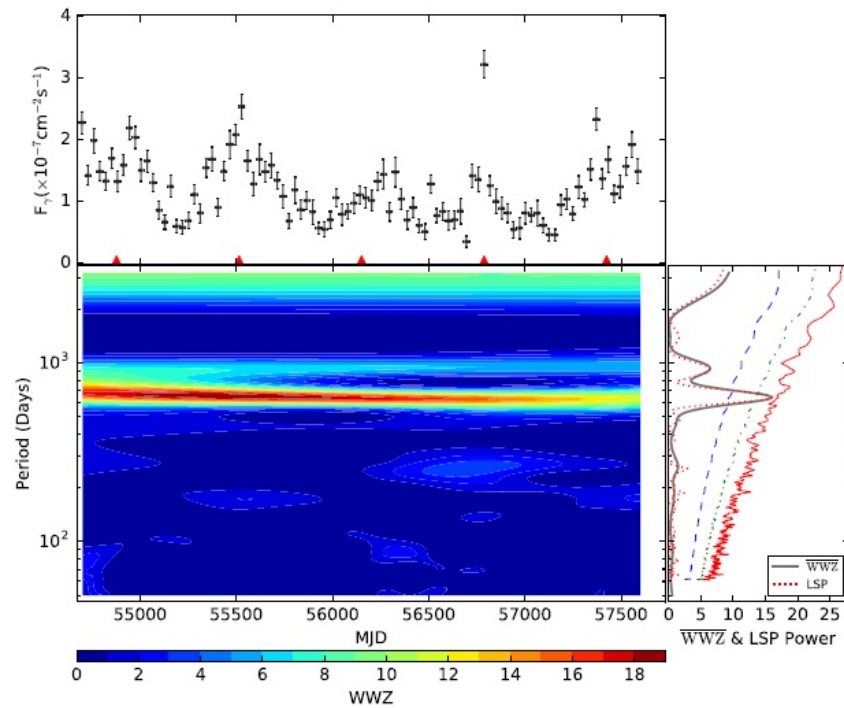 4
3
2
1
0
Fγ(×10⁻⁷cm⁻²s⁻¹)
10³
10²
Period (Days)
55000 55500 56000 56500 57000 57500
MJD
WWZ
LSP
0 5 10 15 20 25
WWZ & LSP Power
0 2 4 6 8 10 12 14 16 18
WWZ